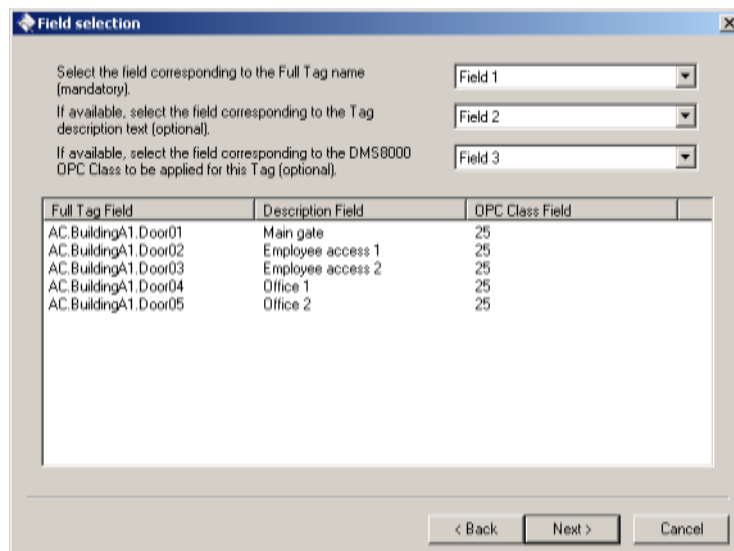 Field selection
Select the field corresponding to the Full Tag name
(mandatory).
Field 1
If available, select the field corresponding to the Tag
description text (optional).
Field 2
If available, select the field corresponding to the DMS8000
OPC Class to be applied for this Tag (optional).
Field 3
Full Tag Field Description Field OPC Class Field
AC.BuildingA1.Door01 Main gate 25
AC.BuildingA1.Door02 Employee access 1 25
AC.BuildingA1.Door03 Employee access 2 25
AC.BuildingA1.Door04 Office 1 25
AC.BuildingA1.Door05 Office 2 25
< Back Next > Cancel